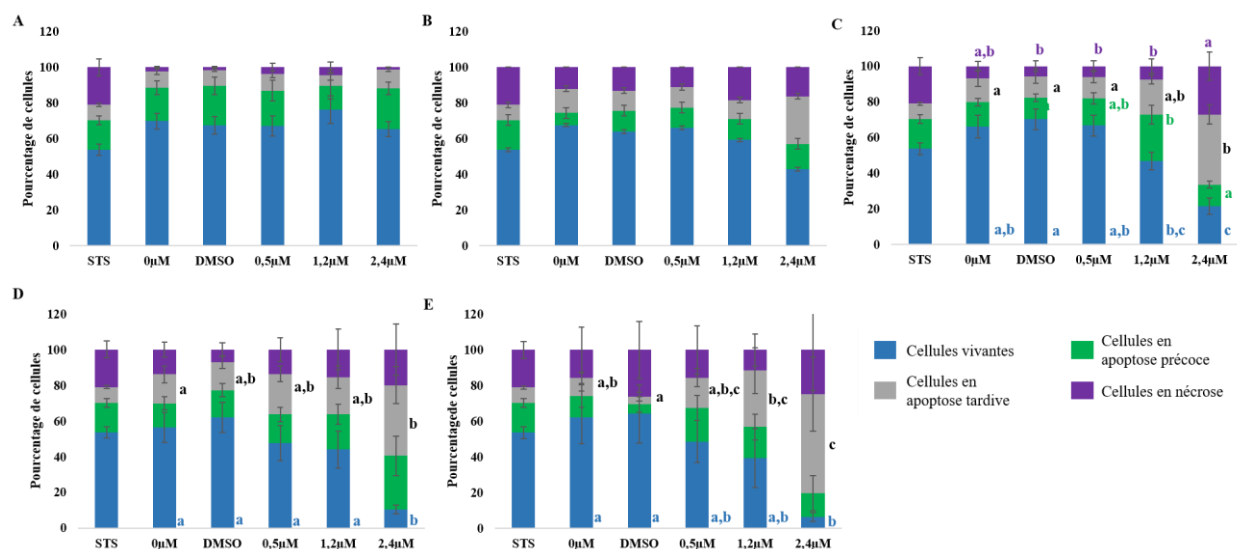 A
Pourcentage de cellules
120
100
80
60
40
20
0
STS 0µM DMSO 0,5µM 1,2µM 2,4µM
B
Pourcentage de cellules
120
100
80
60
40
20
0
STS 0µM DMSO 0,5µM 1,2µM 2,4µM
C
Pourcentage de cellules
120
100
80
60
40
20
0
a,b b b b a
a a a a,b b
a a,b b a
a,b a a,b b,c c
STS 0µM DMSO 0,5µM 1,2µM 2,4µM
D
Pourcentage de cellules
120
100
80
60
40
20
0
a a,b a,b a,b b
a a a a b
STS 0µM DMSO 0,5µM 1,2µM 2,4µM
E
Pourcentagede cellules
120
100
80
60
40
20
0
a,b a a,b,c b,c c
a a a,b a,b b
STS 0µM DMSO 0,5µM 1,2µM 2,4µM
Cellules vivantes
Cellules en
apoptose précoce
Cellules en
apoptose tardive
Cellules en nécrose